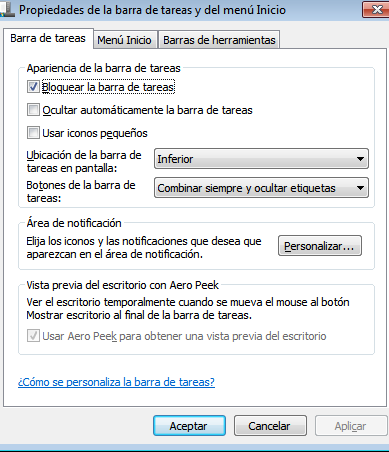 Propiedades de la barra de tareas y del menú Inicio
Barra de tareas
Menú Inicio
Barras de herramientas
Apariencia de la barra de tareas
Bloquear la barra de tareas
Ocultar automáticamente la barra de tareas
Usar iconos pequeños
Ubicación de la barra de
tareas en pantalla:
Inferior
Botones de la barra de
tareas:
Combinar siempre y ocultar etiquetas
Área de notificación
Elija los iconos y las notificaciones que desea que
aparezcan en el área de notificación.
Personalizar...
Vista previa del escritorio con Aero Peek
Ver el escritorio temporalmente cuando se mueva el mouse al botón
Mostrar escritorio al final de la barra de tareas.
Usar Aero Peek para obtener una vista previa del escritorio
¿Cómo se personaliza la barra de tareas?
Aceptar
Cancelar
Aplicar